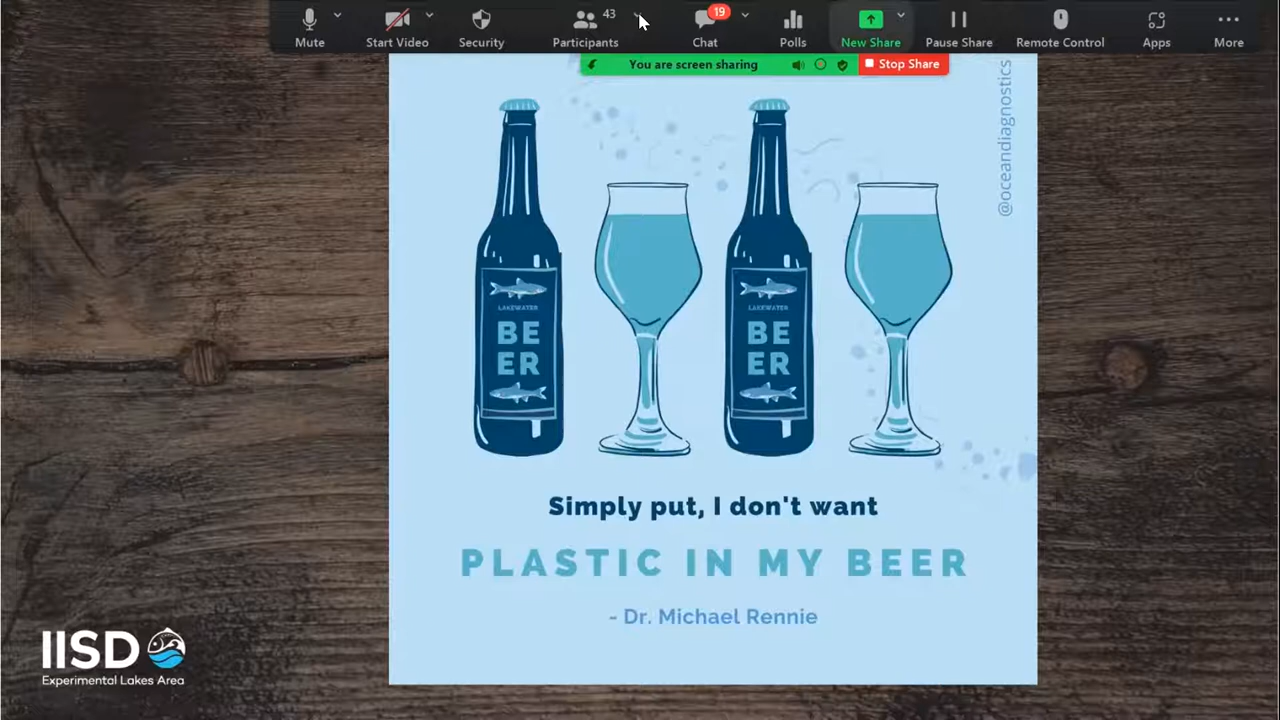 43
19
Mute
Start Video
Security
Participants
Chat
Polls
New Share
Pause Share
Remote Control
Apps
More
You are screen sharing
Stop Share
@oceandiagnostics
LAKEWATER
BE
ER
LAKEWATER
BE
ER
Simply put, I don't want
PLASTIC IN MY BEER
- Dr. Michael Rennie
IISD
Experimental Lakes Area